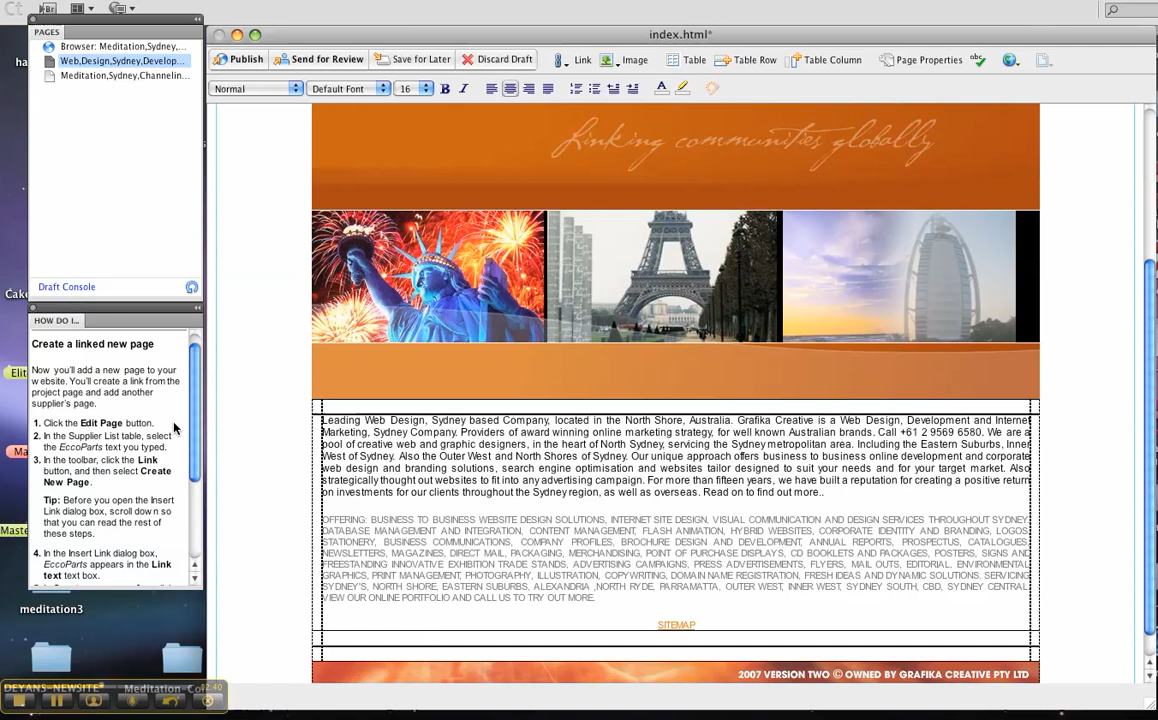 Ct
Br
index.html*
PAGES
Browser: Meditation,Sydney,...
Web,Design,Sydney,Develop...
Meditation,Sydney,Channelin...
Draft Console
HOW DO I...
Create a linked new page
Now you'll add a new page to your
website. You'll create a link from the
project page and add another
supplier's page.
1. Click the Edit Page button.
2. In the Supplier List table, select
the EccoParts text you typed.
3. In the toolbar, click the Link
button, and then select Create
New Page.
Tip: Before you open the Insert
Link dialog box, scroll down so
that you can read the rest of
these steps.
4. In the Insert Link dialog box,
EccoParts appears in the Link
text text box.
Publish Send for Review Save for Later Discard Draft Link Image Table Table Row Table Column Page Properties
Normal Default Font 16 B I
Linking communities globally
Leading Web Design, Sydney based Company, located in the North Shore, Australia. Grafika Creative is a Web Design, Development and Internet
Marketing, Sydney Company. Providers of award winning online marketing strategy, for well known Australian brands. Call +61 2 9569 6580. We are a
pool of creative web and graphic designers, in the heart of North Sydney, servicing the Sydney metropolitan area. Including the Eastern Suburbs, Inner
West of Sydney. Also the Outer West and North Shores of Sydney. Our unique approach offers business to business online development and corporate
web design and branding solutions, search engine optimisation and websites tailor designed to suit your needs and for your target market. Also
strategically thought out websites to fit into any advertising campaign. For more than fifteen years, we have built a reputation for creating a positive return
on investments for our clients throughout the Sydney region, as well as overseas. Read on to find out more..
OFFERING: BUSINESS TO BUSINESS WEBSITE DESIGN SOLUTIONS, INTERNET SITE DESIGN, VISUAL COMMUNICATION AND DESIGN SERVICES THROUGHOUT SYDNEY.
DATABASE MANAGEMENT AND INTEGRATION, CONTENT MANAGEMENT, FLASH ANIMATION, HYBRID WEBSITES, CORPORATE IDENTITY AND BRANDING, LOGOS,
STATIONERY, BUSINESS COMMUNICATIONS, COMPANY PROFILES, BROCHURE DESIGN AND DEVELOPMENT, ANNUAL REPORTS, PROSPECTUS, CATALOGUES,
NEWSLETTERS, MAGAZINES, DIRECT MAIL, PACKAGING, MERCHANDISING, POINT OF PURCHASE DISPLAYS, CD BOOKLETS AND PACKAGES, POSTERS, SIGNS AND
FREESTANDING INNOVATIVE EXHIBITION TRADE STANDS, ADVERTISING CAMPAIGNS, PRESS ADVERTISEMENTS, FLYERS, MAIL OUTS, EDITORIAL, ENVIRONMENTAL
GRAPHICS, PRINT MANAGEMENT, PHOTOGRAPHY, ILLUSTRATION, COPYWRITING, DOMAIN NAME REGISTRATION, FRESH IDEAS AND DYNAMIC SOLUTIONS. SERVICING
SYDNEY'S, NORTH SHORE, EASTERN SUBURBS, ALEXANDRIA ,NORTH RYDE, PARRAMATTA, OUTER WEST, INNER WEST, SYDNEY SOUTH, CBD, SYDNEY CENTRAL.
VIEW OUR ONLINE PORTFOLIO AND CALL US TO TRY OUT MORE.
SITEMAP
2007 VERSION TWO © OWNED BY GRAFIKA CREATIVE PTY LTD
meditation3
DEYANS-NEWSITE Meditation-Co 02:40